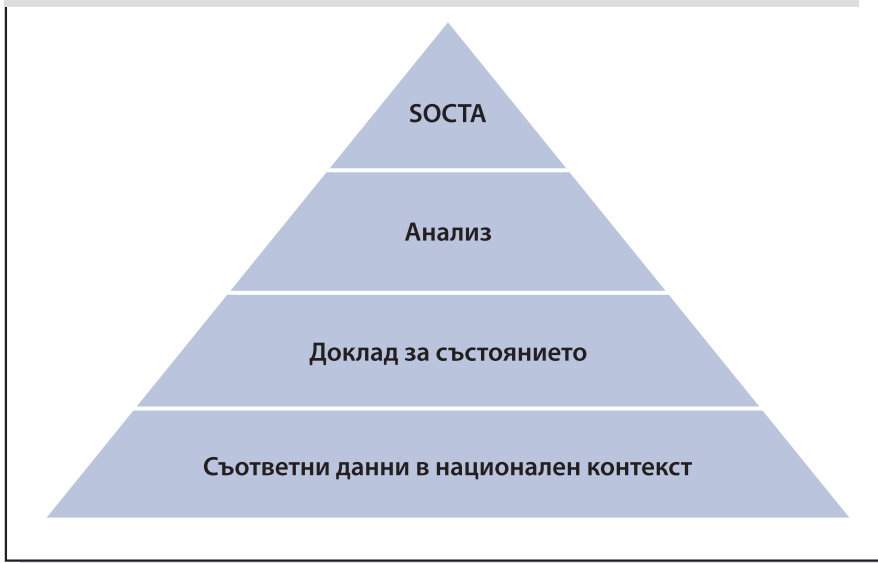 SOCTA
Анализ
Доклад за състоянието
Съответни данни в национален контекст